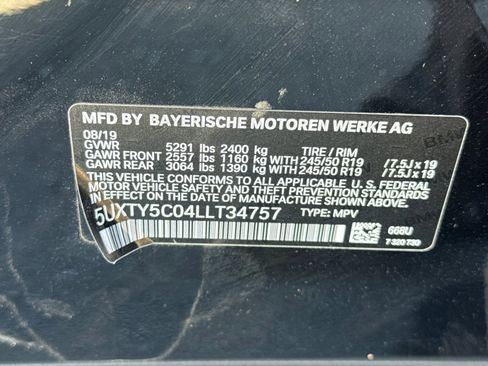 MFD BY BAYERISCHE MOTOREN WERKE AG
08/19
GVWR 5291 lbs 2400 kg TIRE / RIM
GAWR FRONT 2557 lbs 1160 kg WITH 245/50 R19 /7.5J x 19
GAWR REAR 3064 lbs 1390 kg WITH 245/50 R19 /7.5J x 19
THIS VEHICLE CONFORMS TO ALL APPLICABLE FEDERAL
MOTOR VEHICLE SAFETY AND THEFT PREVENTION STANDARDS
IN EFFECT ON THE DATE OF MANUFACTURE SHOWN ABOVE.
5UXTY5C04LLT34757 TYPE: MPV
668U
7 320 730